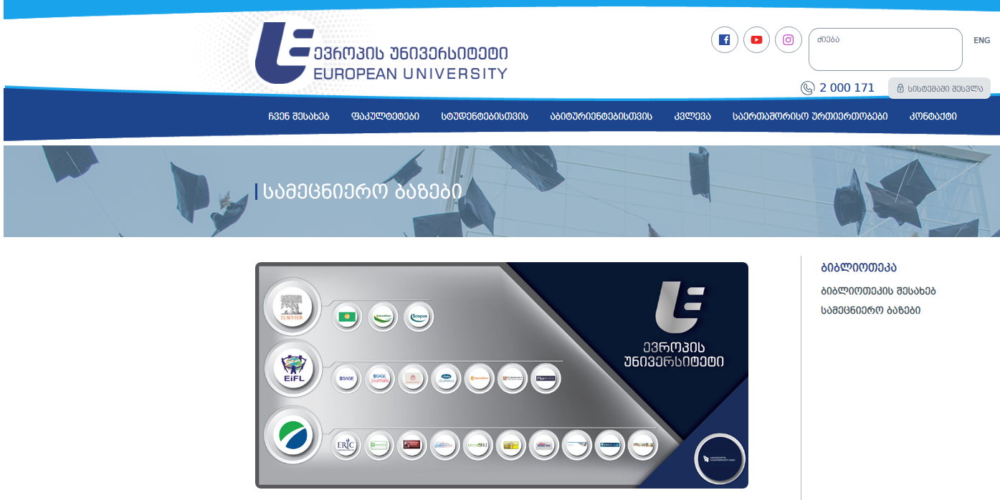 ევროპის უნივერსიტეტი
EUROPEAN UNIVERSITY
ძიება
ENG
2 000 171
სისტემაში შესვლა
ჩვენ შესახებ ფაკულტეტები სტუდენტებისთვის აბიტურიენტებისთვის კვლევა საერთაშორისო ურთიერთობები კონტაქტი
სამეცნიერო ბაზები
ბიბლიოთეკა
ბიბლიოთეკის შესახებ
სამეცნიერო ბაზები
ევროპის
უნივერსიტეტი
ELSEVIER
Scopus
EiFL
SAGE
SAGE
journals
JOURNALS
ERIC